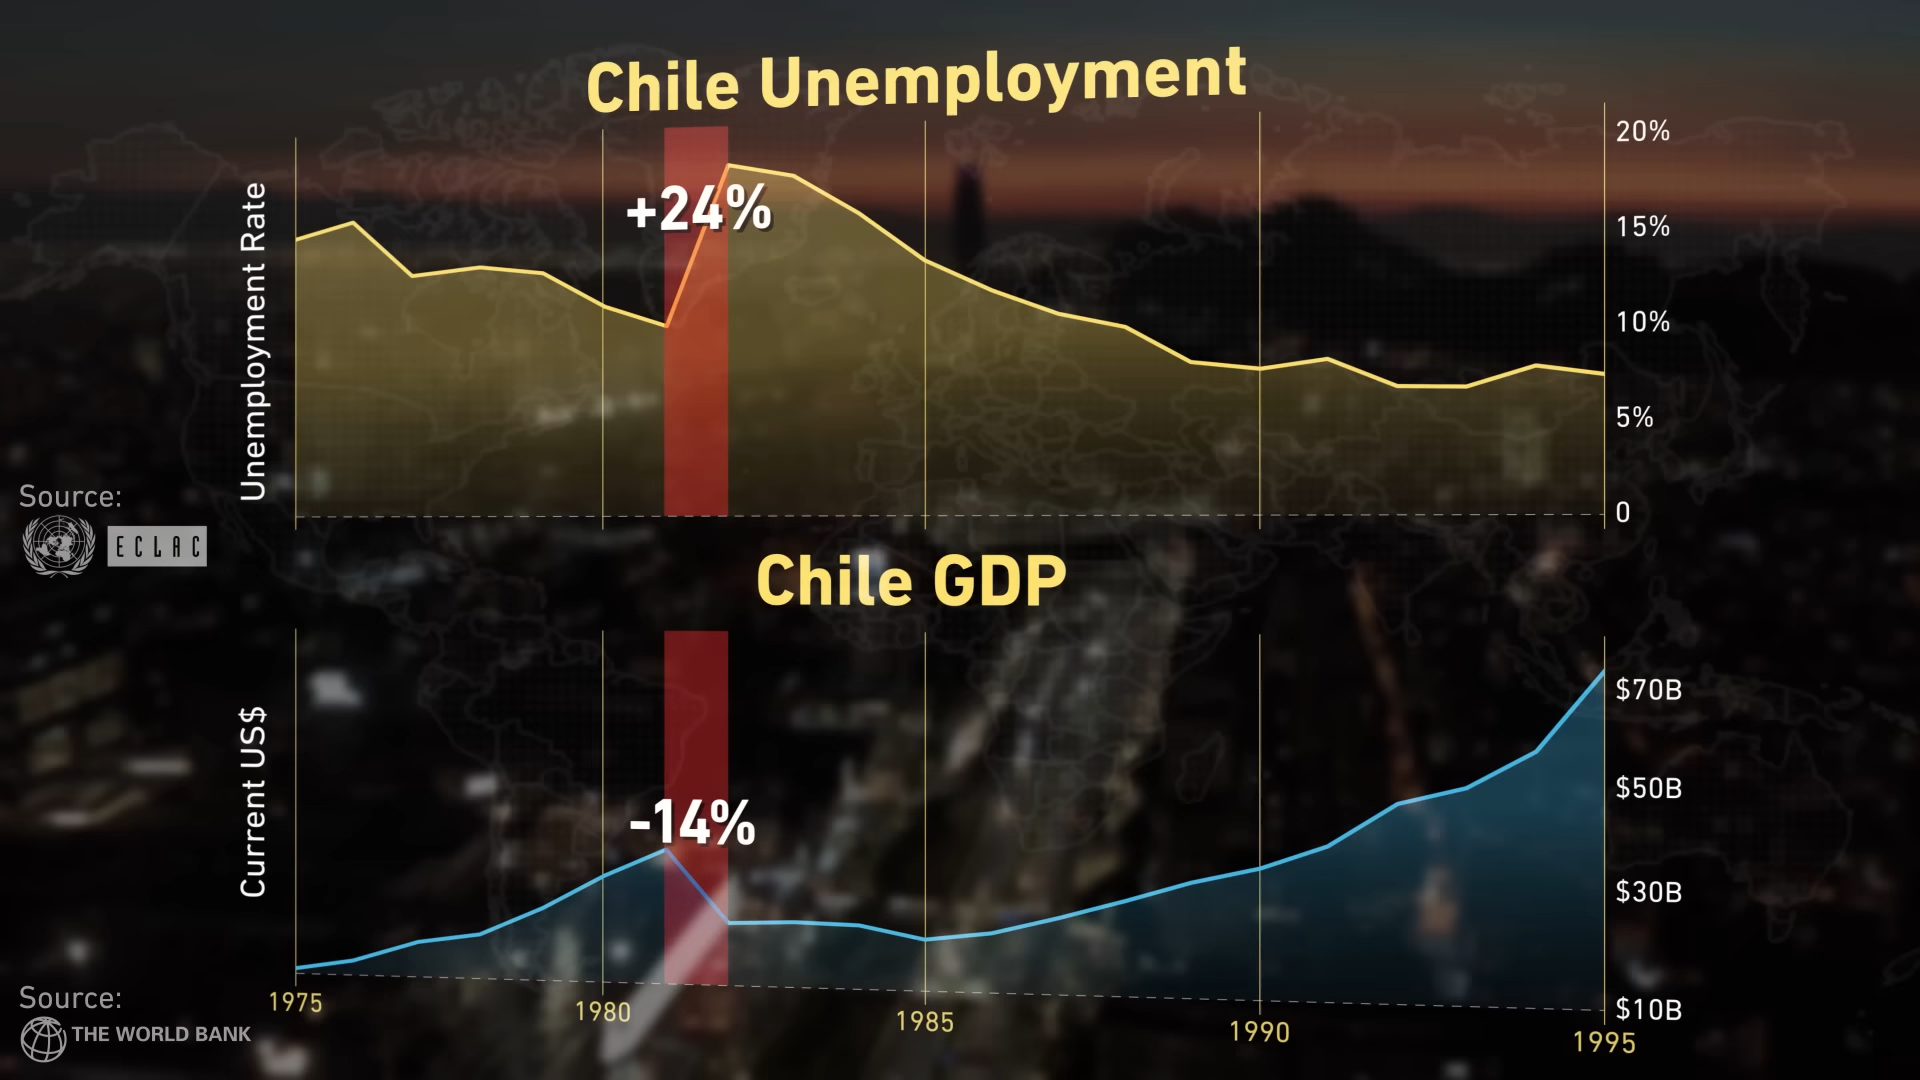 Chile Unemployment
Unemployment Rate
+24%
20%
15%
10%
5%
0
Source:
ECLAC
Chile GDP
Current US$
-14%
$70B
$50B
$30B
$10B
1975
1980
1985
1990
1995
Source:
THE WORLD BANK